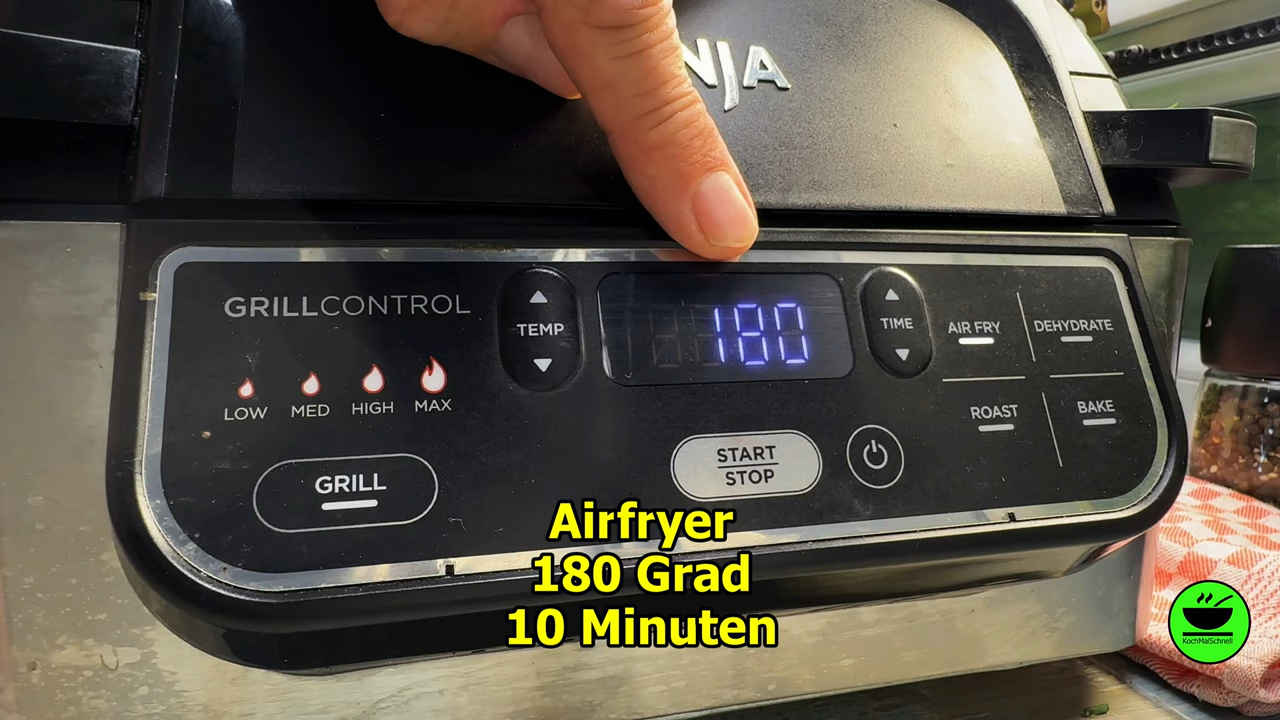 NINJA
GRILLCONTROL
TEMP
180
TIME
AIR FRY
DEHYDRATE
LOW
MED
HIGH
MAX
ROAST
BAKE
GRILL
START
STOP
Airfryer
180 Grad
10 Minuten
KochMalSchnell